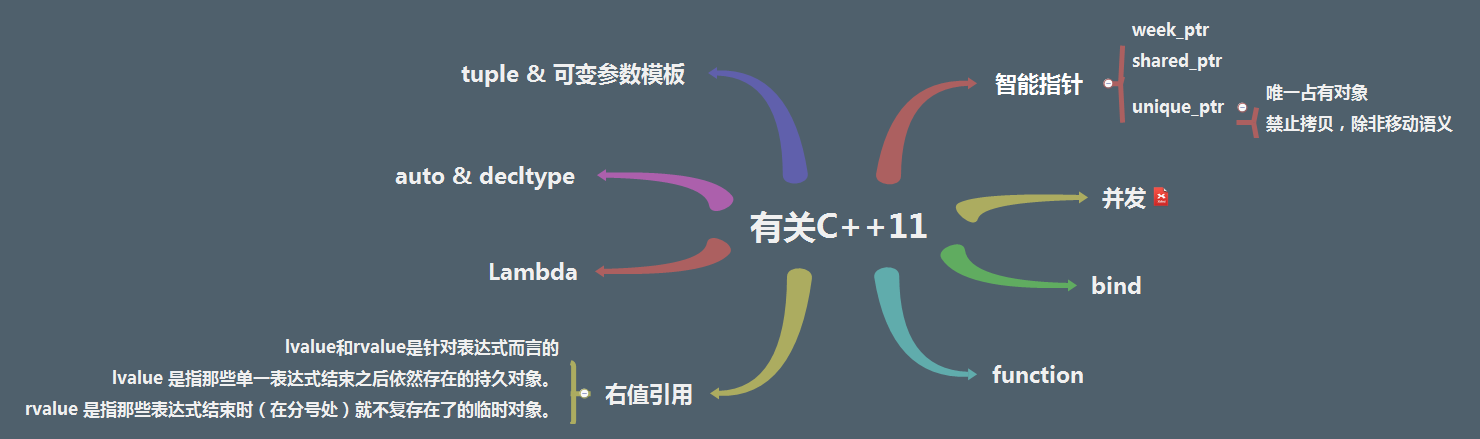 有关C++11
tuple & 可变参数模板
auto & decltype
Lambda
右值引用
lvalue和rvalue是针对表达式而言的
lvalue 是指那些单一表达式结束之后依然存在的持久对象。
rvalue 是指那些表达式结束时（在分号处）就不复存在了的临时对象。
智能指针
week_ptr
shared_ptr
unique_ptr
唯一占有对象
禁止拷贝，除非移动语义
并发
bind
function